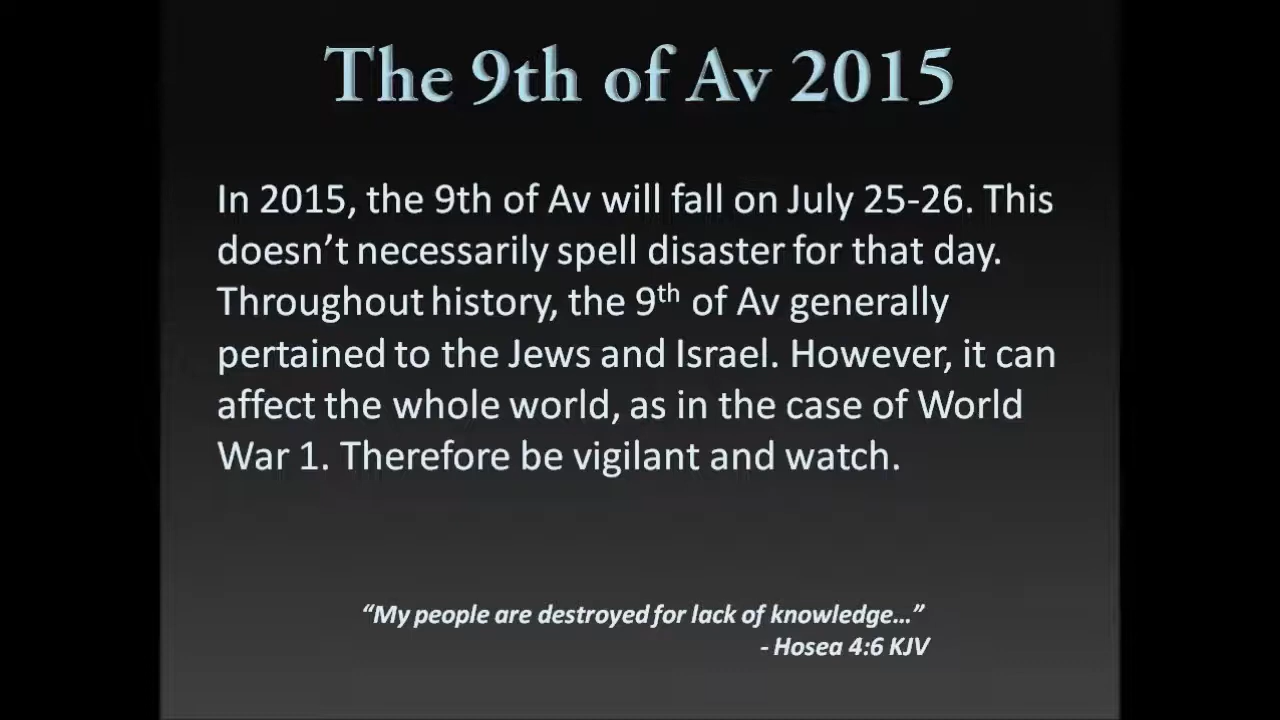 The 9th of Av 2015
In 2015, the 9th of Av will fall on July 25-26. This
doesn’t necessarily spell disaster for that day.
Throughout history, the 9th of Av generally
pertained to the Jews and Israel. However, it can
affect the whole world, as in the case of World
War 1. Therefore be vigilant and watch.
“My people are destroyed for lack of knowledge…”
- Hosea 4:6 KJV